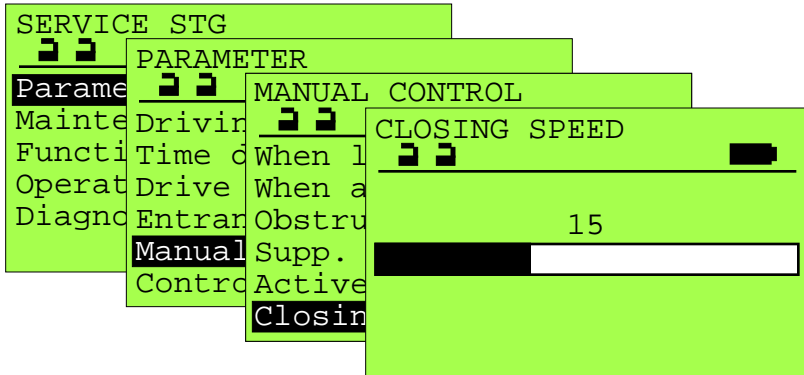 SERVICE STG
Parame
Mainte
Functi
Operat
Diagno
PARAMETER
Drivin
Time d
Drive
Entran
Manual
Contro
MANUAL CONTROL
When l
When a
Obstru
Supp.
Active
Closin
CLOSING SPEED
15